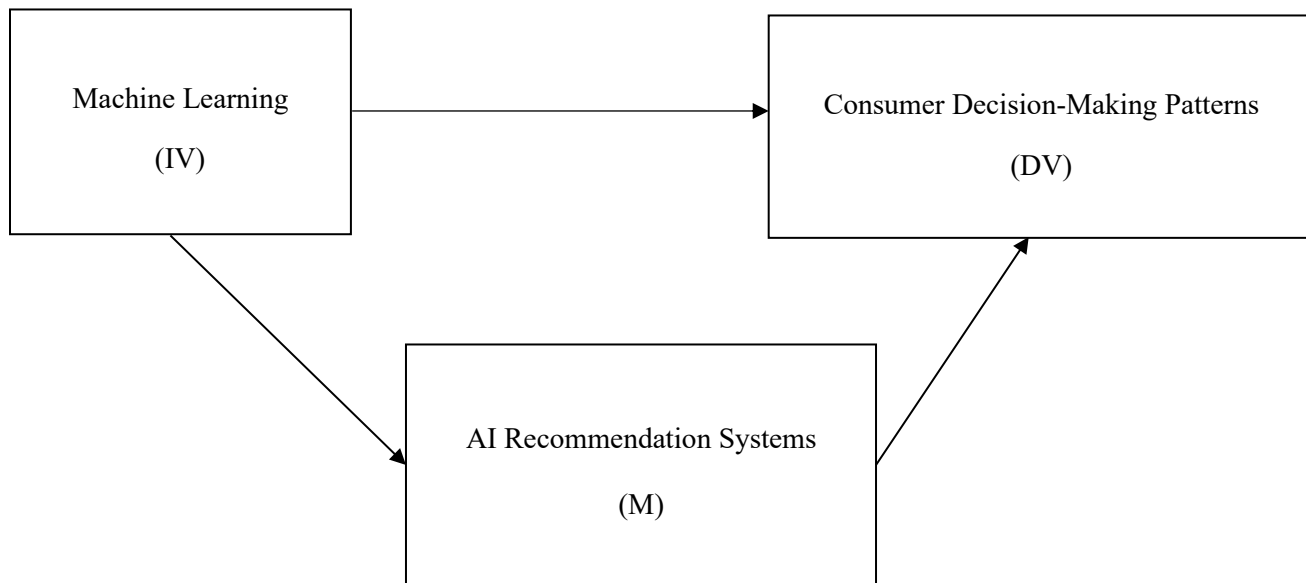 Machine Learning
(IV)
Consumer Decision-Making Patterns
(DV)
AI Recommendation Systems
(M)